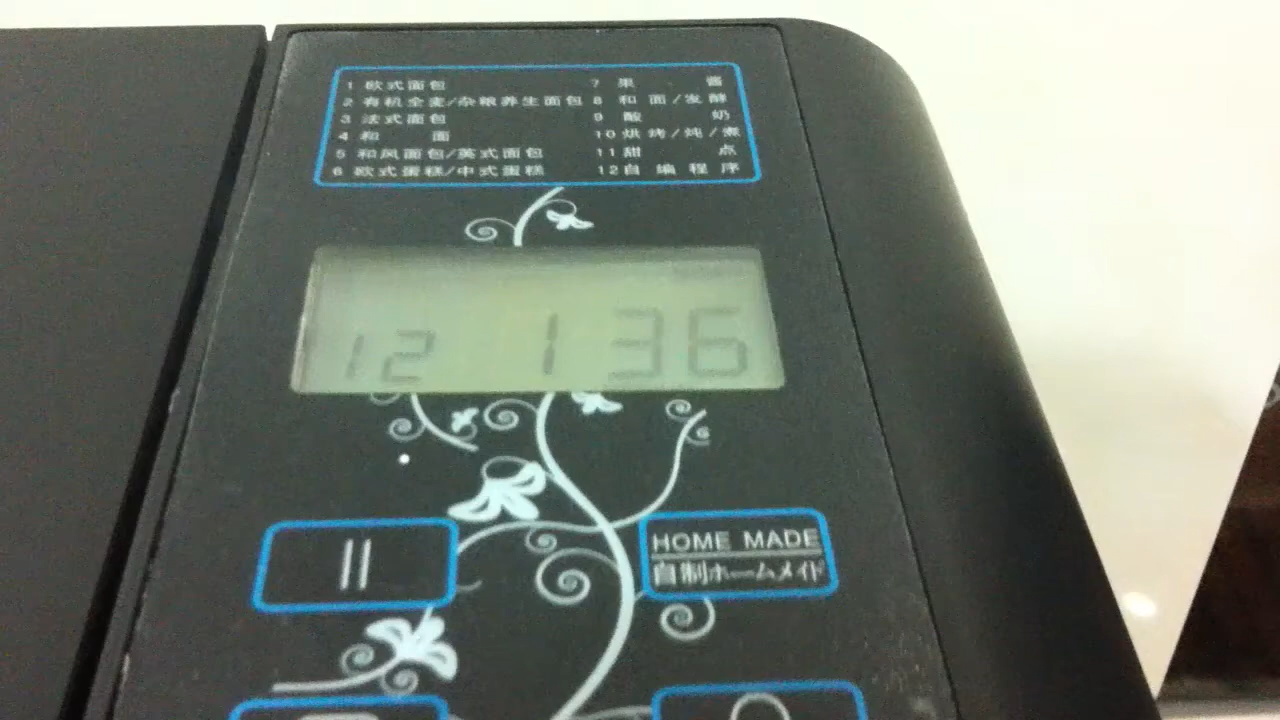 1 欧式面包 7 果 酱
2 有机全麦/杂粮养生面包 8 和 面/发 酵
3 法式面包 9 酸 奶
4 和 面 10 烘 烤/炖/煮
5 和风面包/英式面包 11 甜 点
6 欧式蛋糕/中式蛋糕 12 自 编 程 序
12 1 36
HOME MADE
自制ホームメイド